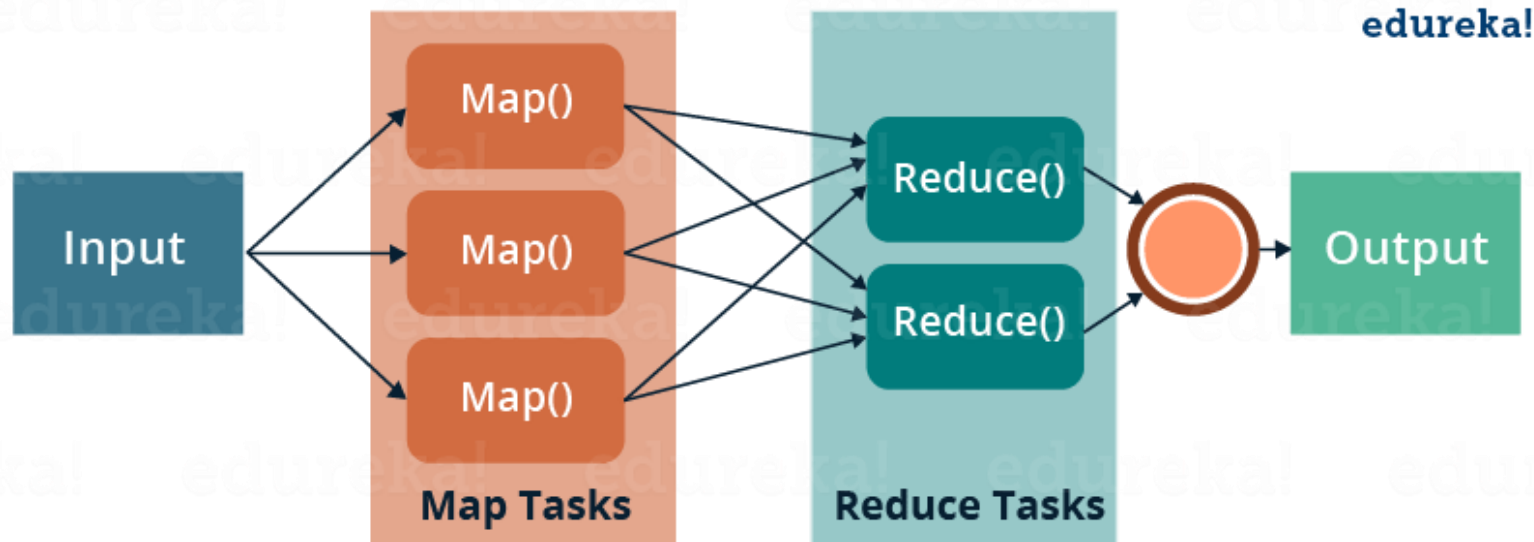 edureka!
Input
Map()
Map()
Map()
Map Tasks
Reduce()
Reduce()
Reduce Tasks
Output